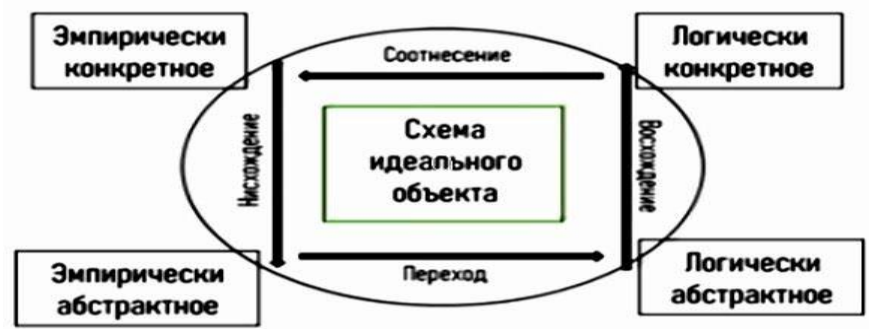 Эмпирически
конкретное
Соотнесение
Логически
конкретное
Нисхождение
Схема
идеального
объекта
Восхождение
Эмпирически
абстрактное
Переход
Логически
абстрактное